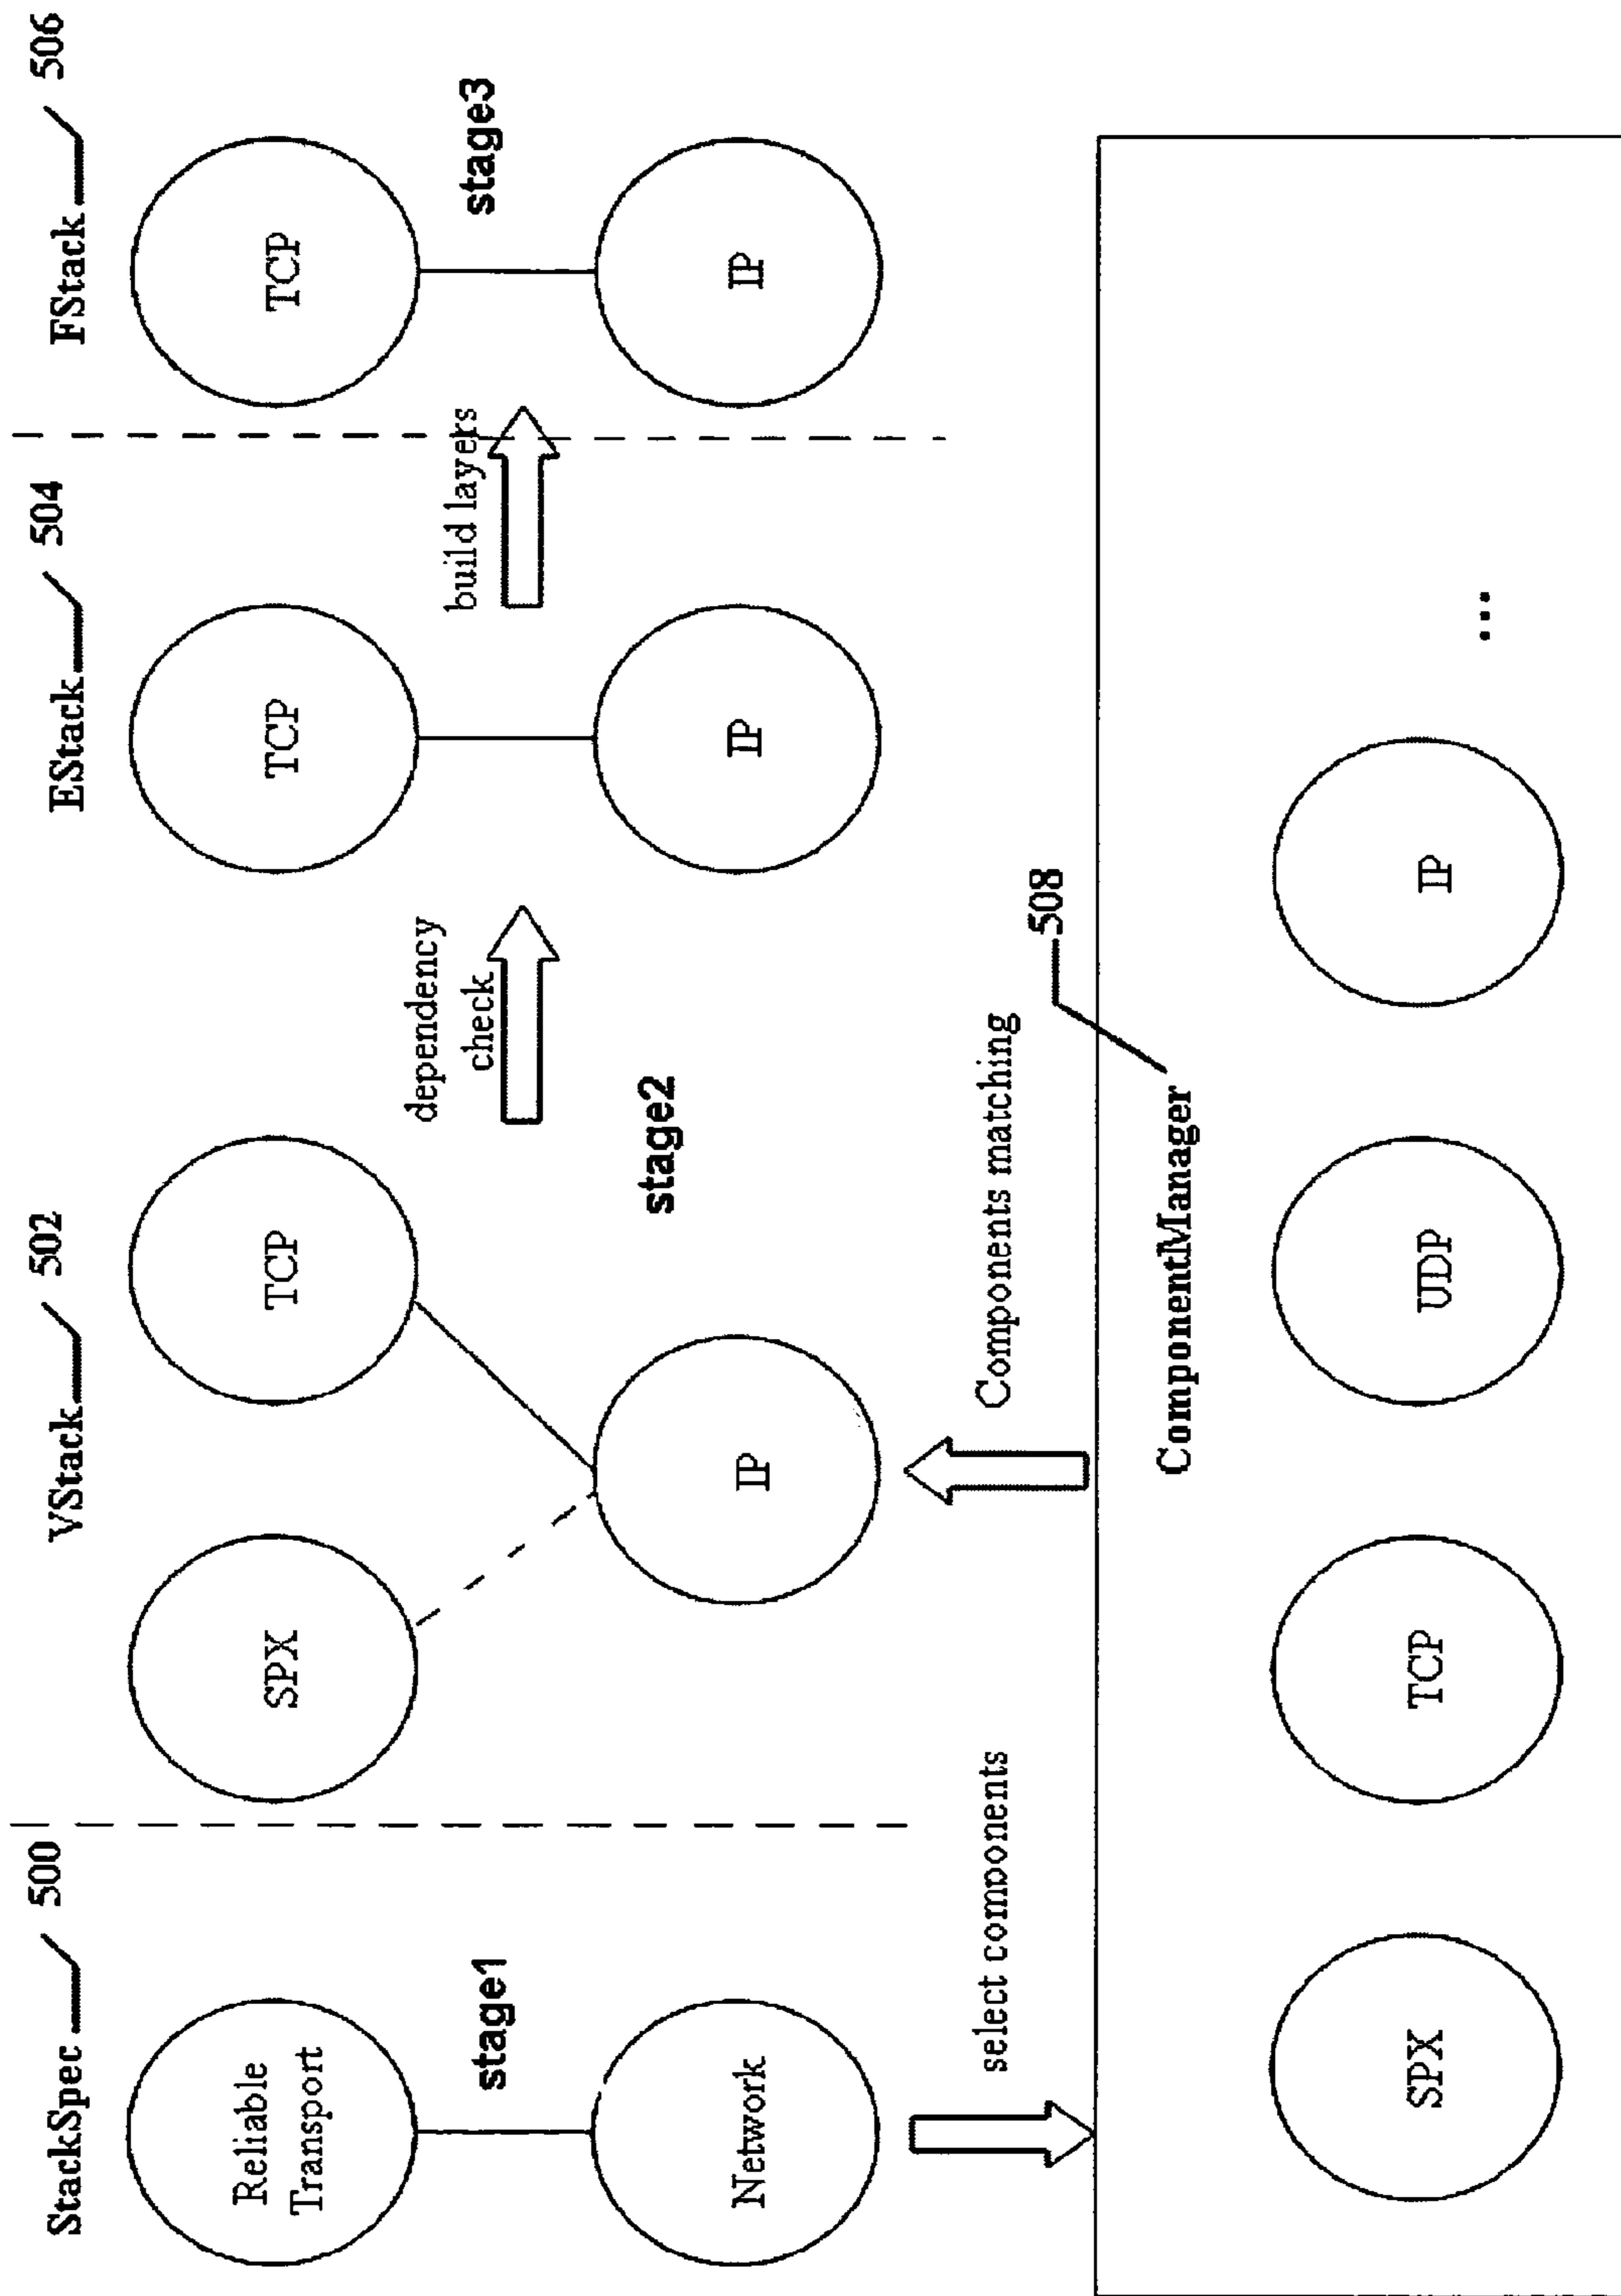 StackSpec 500
VStack 502
EStack 504
FStack 506
Reliable
Transport
SPX
TCP
TCP
TCP
stage1
dependency
check
build layers
stage3
Network
IP
stage2
IP
IP
select components
Components matching
508
ComponentManager
SPX
TCP
UDP
IP
...